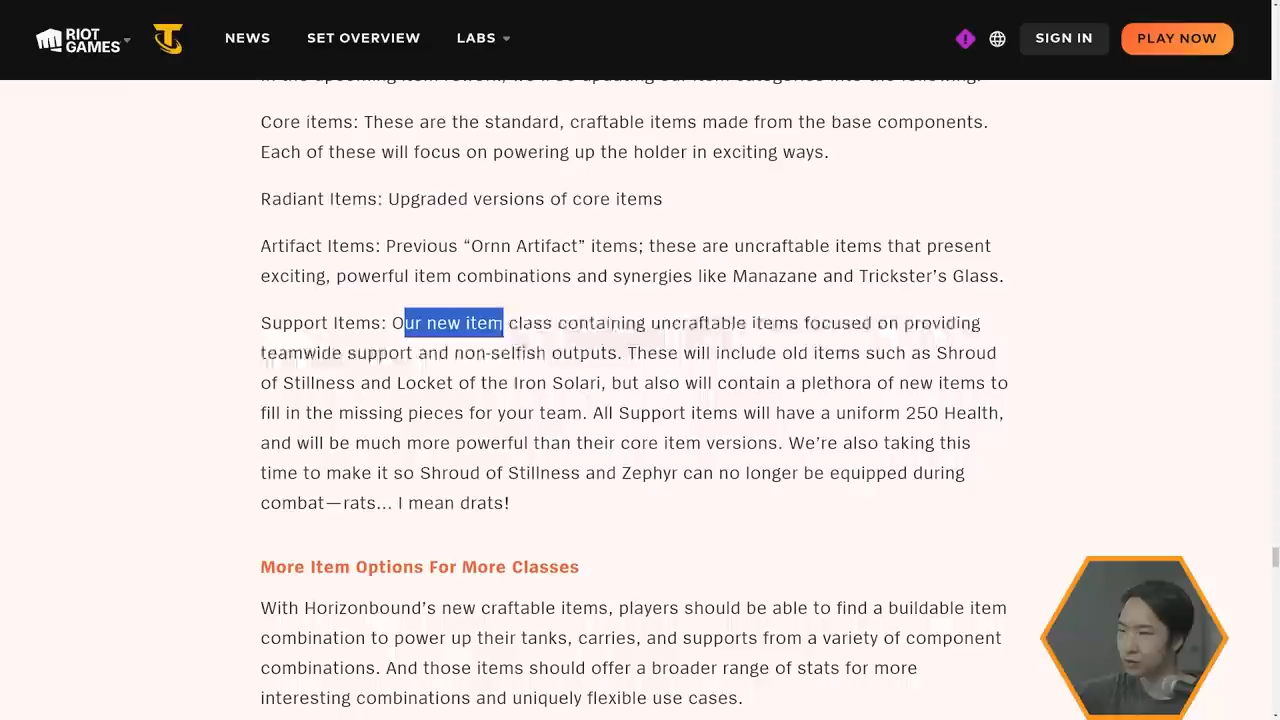 RIOT GAMES
NEWS
SET OVERVIEW
LABS
SIGN IN
PLAY NOW
Core items: These are the standard, craftable items made from the base components.
Each of these will focus on powering up the holder in exciting ways.
Radiant Items: Upgraded versions of core items
Artifact Items: Previous “Ornn Artifact” items; these are uncraftable items that present
exciting, powerful item combinations and synergies like Manazane and Trickster’s Glass.
Support Items: Our new item class containing uncraftable items focused on providing
teamwide support and non-selfish outputs. These will include old items such as Shroud
of Stillness and Locket of the Iron Solari, but also will contain a plethora of new items to
fill in the missing pieces for your team. All Support items will have a uniform 250 Health,
and will be much more powerful than their core item versions. We’re also taking this
time to make it so Shroud of Stillness and Zephyr can no longer be equipped during
combat—rats... I mean drats!
More Item Options For More Classes
With Horizonbound’s new craftable items, players should be able to find a buildable item
combination to power up their tanks, carries, and supports from a variety of component
combinations. And those items should offer a broader range of stats for more
interesting combinations and uniquely flexible use cases.